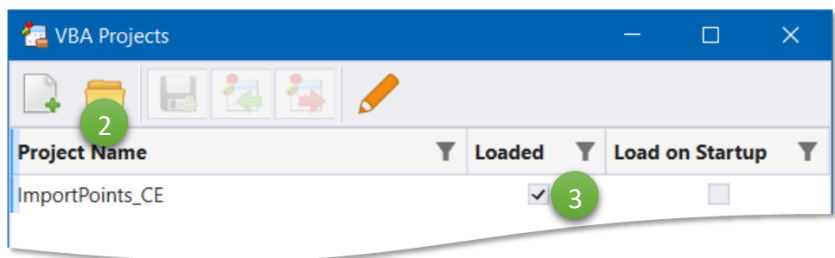 VBA Projects
2
Project Name Loaded Load on Startup
ImportPoints_CE
3